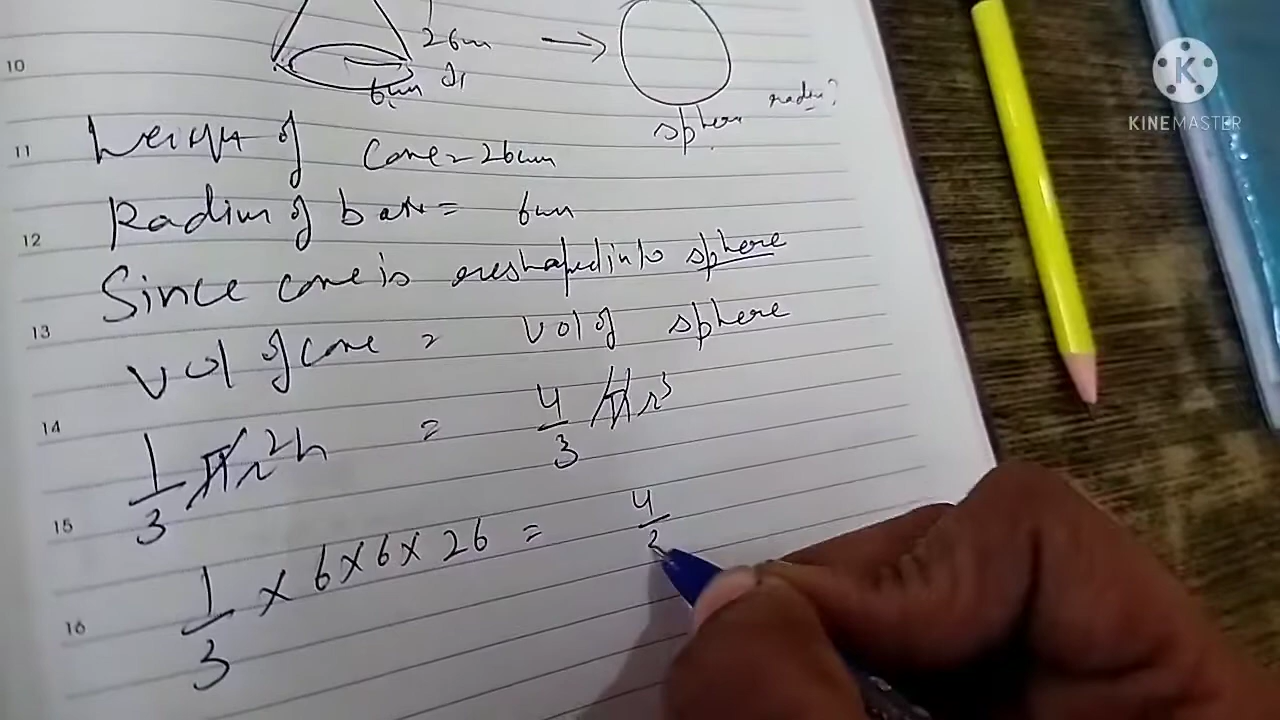 10
26cm
6cm
sphere
radius?
KINEMASTER
11
height of cone = 26cm
12
Radius of base = 6cm
Since cone is reshaped into sphere
13
vol of cone = vol of sphere
14
1/3 πr²h = 4/3 πr³
15
1/3 × 6×6×26 = 4/3
16